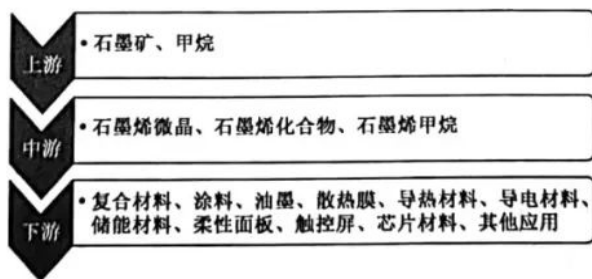 上游
• 石墨矿、甲烷
中游
• 石墨烯微晶、石墨烯化合物、石墨烯甲烷
下游
• 复合材料、涂料、油墨、散热膜、导热材料、导电材料、
储能材料、柔性面板、触控屏、芯片材料、其他应用